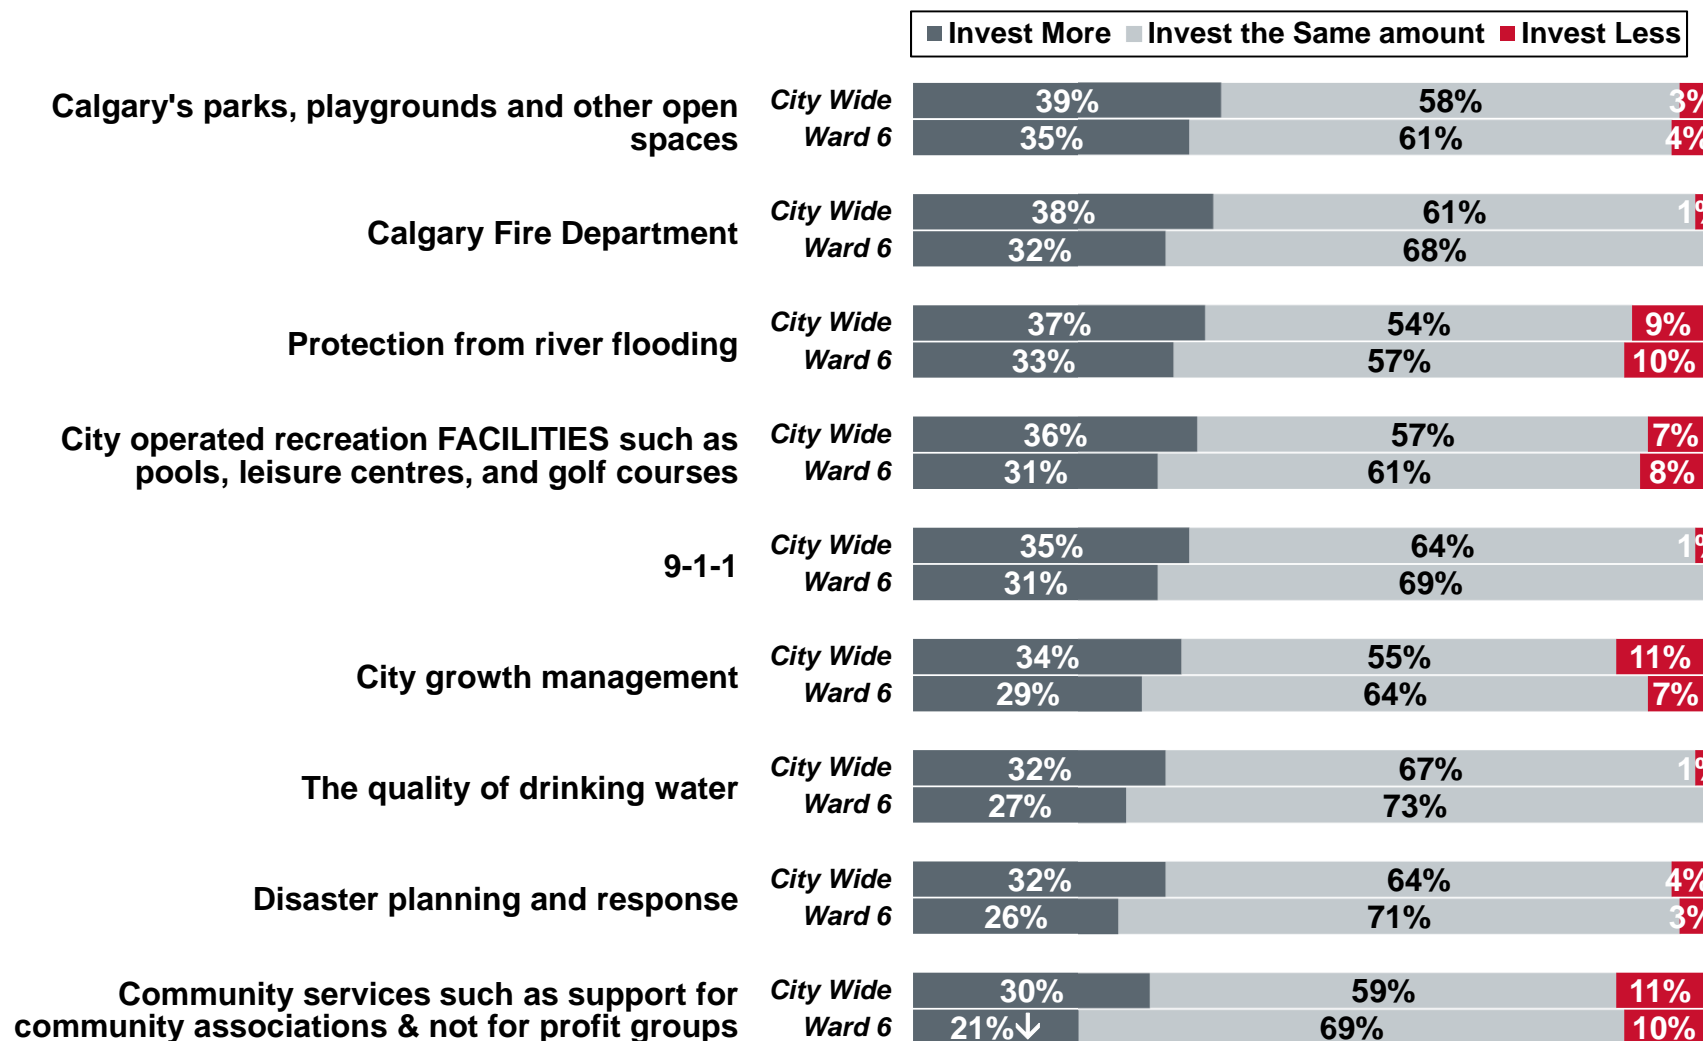 Invest More Invest the Same amount Invest Less
Calgary's parks, playgrounds and other open
spaces
City Wide 39% 58% 3%
Ward 6 35% 61% 4%
Calgary Fire Department
City Wide 38% 61% 1%
Ward 6 32% 68%
Protection from river flooding
City Wide 37% 54% 9%
Ward 6 33% 57% 10%
City operated recreation FACILITIES such as
pools, leisure centres, and golf courses
City Wide 36% 57% 7%
Ward 6 31% 61% 8%
9-1-1
City Wide 35% 64% 1%
Ward 6 31% 69%
City growth management
City Wide 34% 55% 11%
Ward 6 29% 64% 7%
The quality of drinking water
City Wide 32% 67% 1%
Ward 6 27% 73%
Disaster planning and response
City Wide 32% 64% 4%
Ward 6 26% 71% 3%
Community services such as support for
community associations & not for profit groups
City Wide 30% 59% 11%
Ward 6 21%↓ 69% 10%